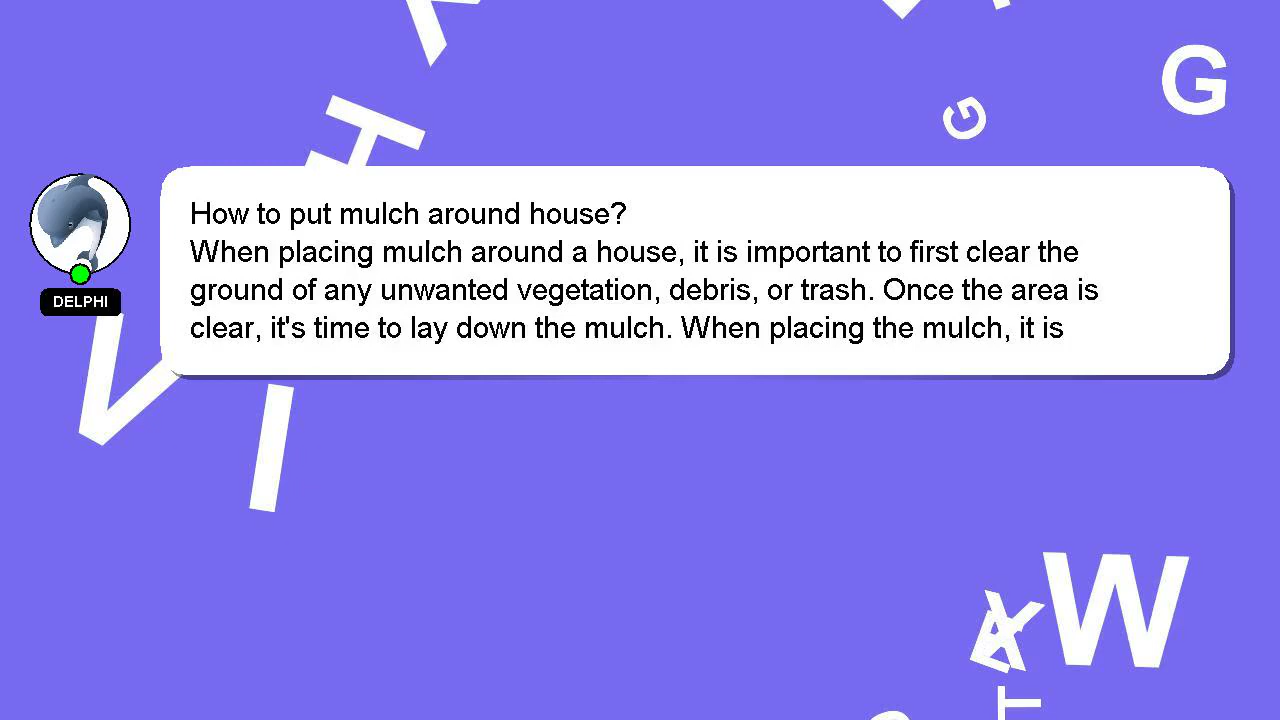 G
G
H
How to put mulch around house?
When placing mulch around a house, it is important to first clear the
ground of any unwanted vegetation, debris, or trash. Once the area is
clear, it's time to lay down the mulch. When placing the mulch, it is
DELPHI
V
I
W
T